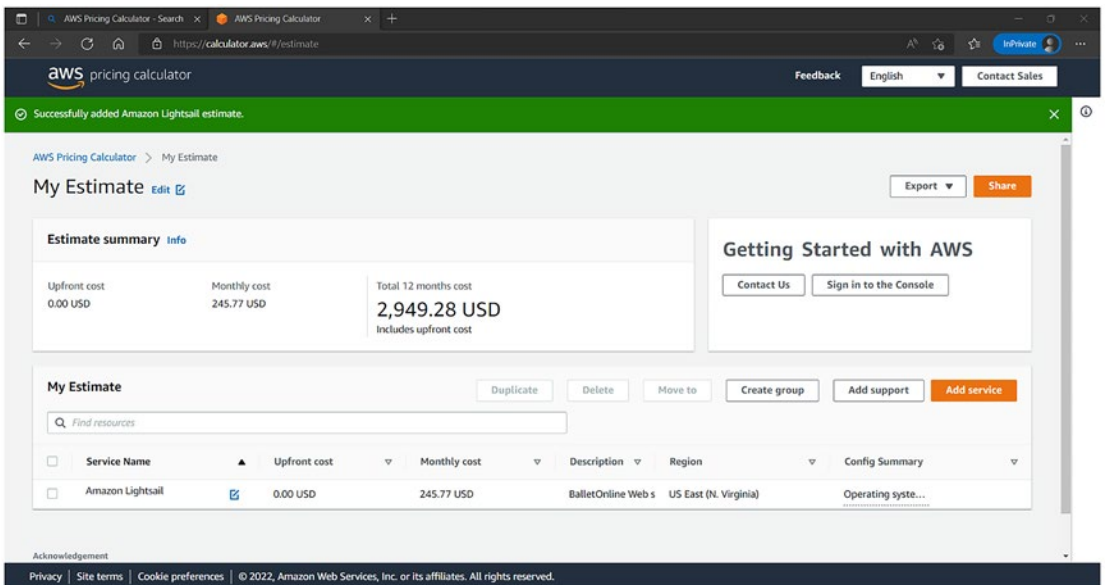 AWS Pricing Calculator - Search
AWS Pricing Calculator
https://calculator.aws/#/estimate
InPrivate
aws pricing calculator
Feedback
English
Contact Sales
Successfully added Amazon Lightsail estimate.
AWS Pricing Calculator > My Estimate
My Estimate Edit
Export
Share
Estimate summary Info
Upfront cost
0.00 USD
Monthly cost
245.77 USD
Total 12 months cost
2,949.28 USD
Includes upfront cost
Getting Started with AWS
Contact Us
Sign in to the Console
My Estimate
Duplicate
Delete
Move to
Create group
Add support
Add service
Find resources
Service Name Upfront cost Monthly cost Description Region Config Summary
Amazon Lightsail 0.00 USD 245.77 USD BalletOnline Web s US East (N. Virginia) Operating syste...
Acknowledgement
Privacy | Site terms | Cookie preferences | © 2022, Amazon Web Services, Inc. or its affiliates. All rights reserved.